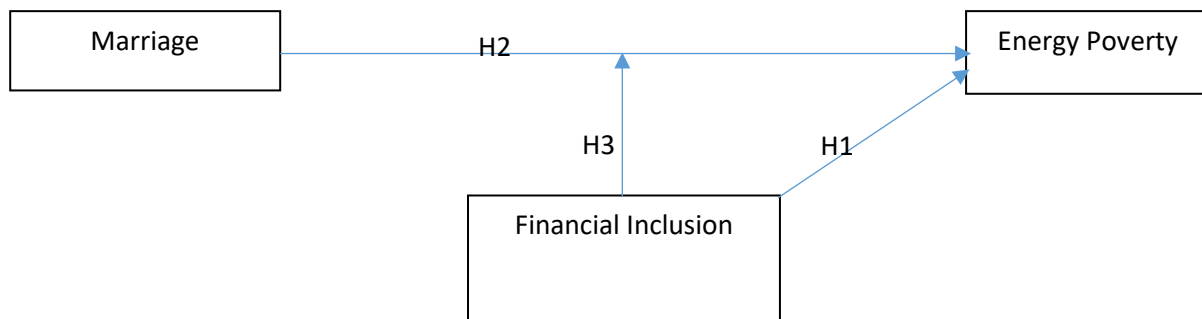 Marriage
Energy Poverty
H2
H3
H1
Financial Inclusion